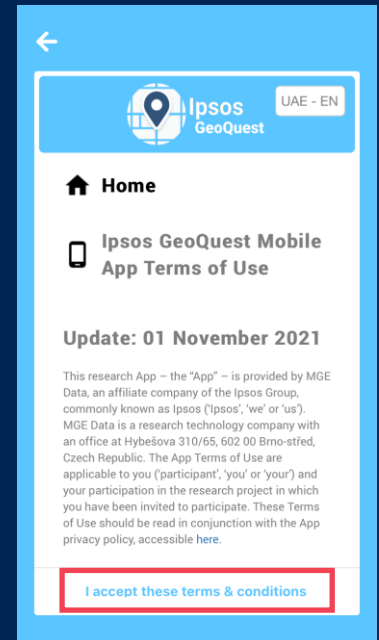 Ipsos
GeoQuest
UAE - EN
Home
Ipsos GeoQuest Mobile
App Terms of Use
Update: 01 November 2021
This research App – the “App” – is provided by MGE
Data, an affiliate company of the Ipsos Group,
commonly known as Ipsos (‘Ipsos’, ‘we’ or ‘us’).
MGE Data is a research technology company with
an office at Hybešova 310/65, 602 00 Brno-střed,
Czech Republic. The App Terms of Use are
applicable to you (‘participant’, ‘you’ or ‘your’) and
your participation in the research project in which
you have been invited to participate. These Terms
of Use should be read in conjunction with the App
privacy policy, accessible here.
I accept these terms & conditions